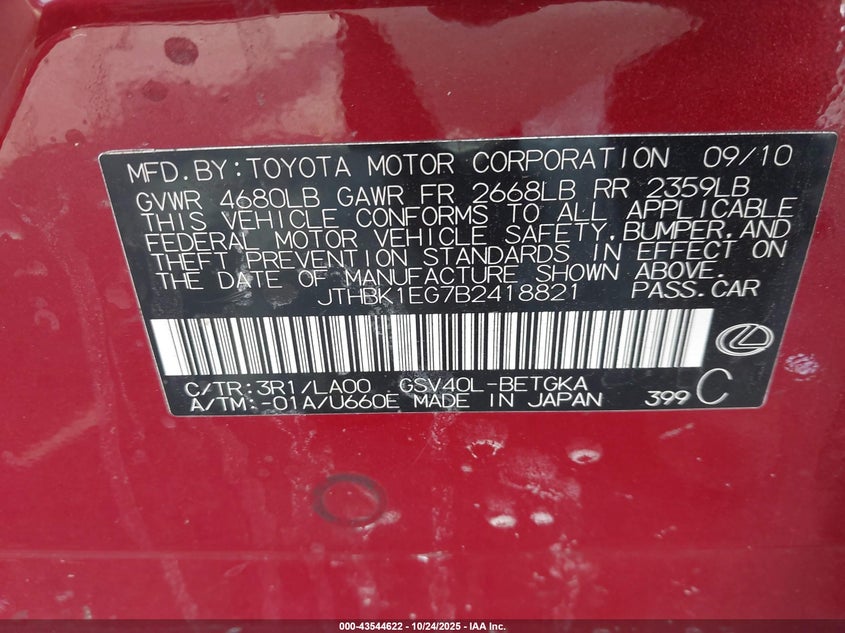 MFD.BY:TOYOTA MOTOR CORPORATION 09/10
GVWR 4680LB GAWR FR 2668LB RR 2359LB
THIS VEHICLE CONFORMS TO ALL APPLICABLE
FEDERAL MOTOR VEHICLE SAFETY,BUMPER,AND
THEFT PREVENTION STANDARDS IN EFFECT ON
THE DATE OF MANUFACTURE SHOWN ABOVE.
JTHBK1EG7B2418821 PASS.CAR
C/TR:3R1/LA00 GSV40L-BETGKA
A/TM:-01A/U660E MADE IN JAPAN 399 C
000-43544622 - 10/24/2025 - IAA Inc.